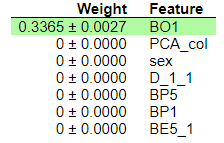 Weight Feature
0.3365 ± 0.0027 BO1
0 ± 0.0000 PCA_col
0 ± 0.0000 sex
0 ± 0.0000 D_1_1
0 ± 0.0000 BP5
0 ± 0.0000 BP1
0 ± 0.0000 BE5_1